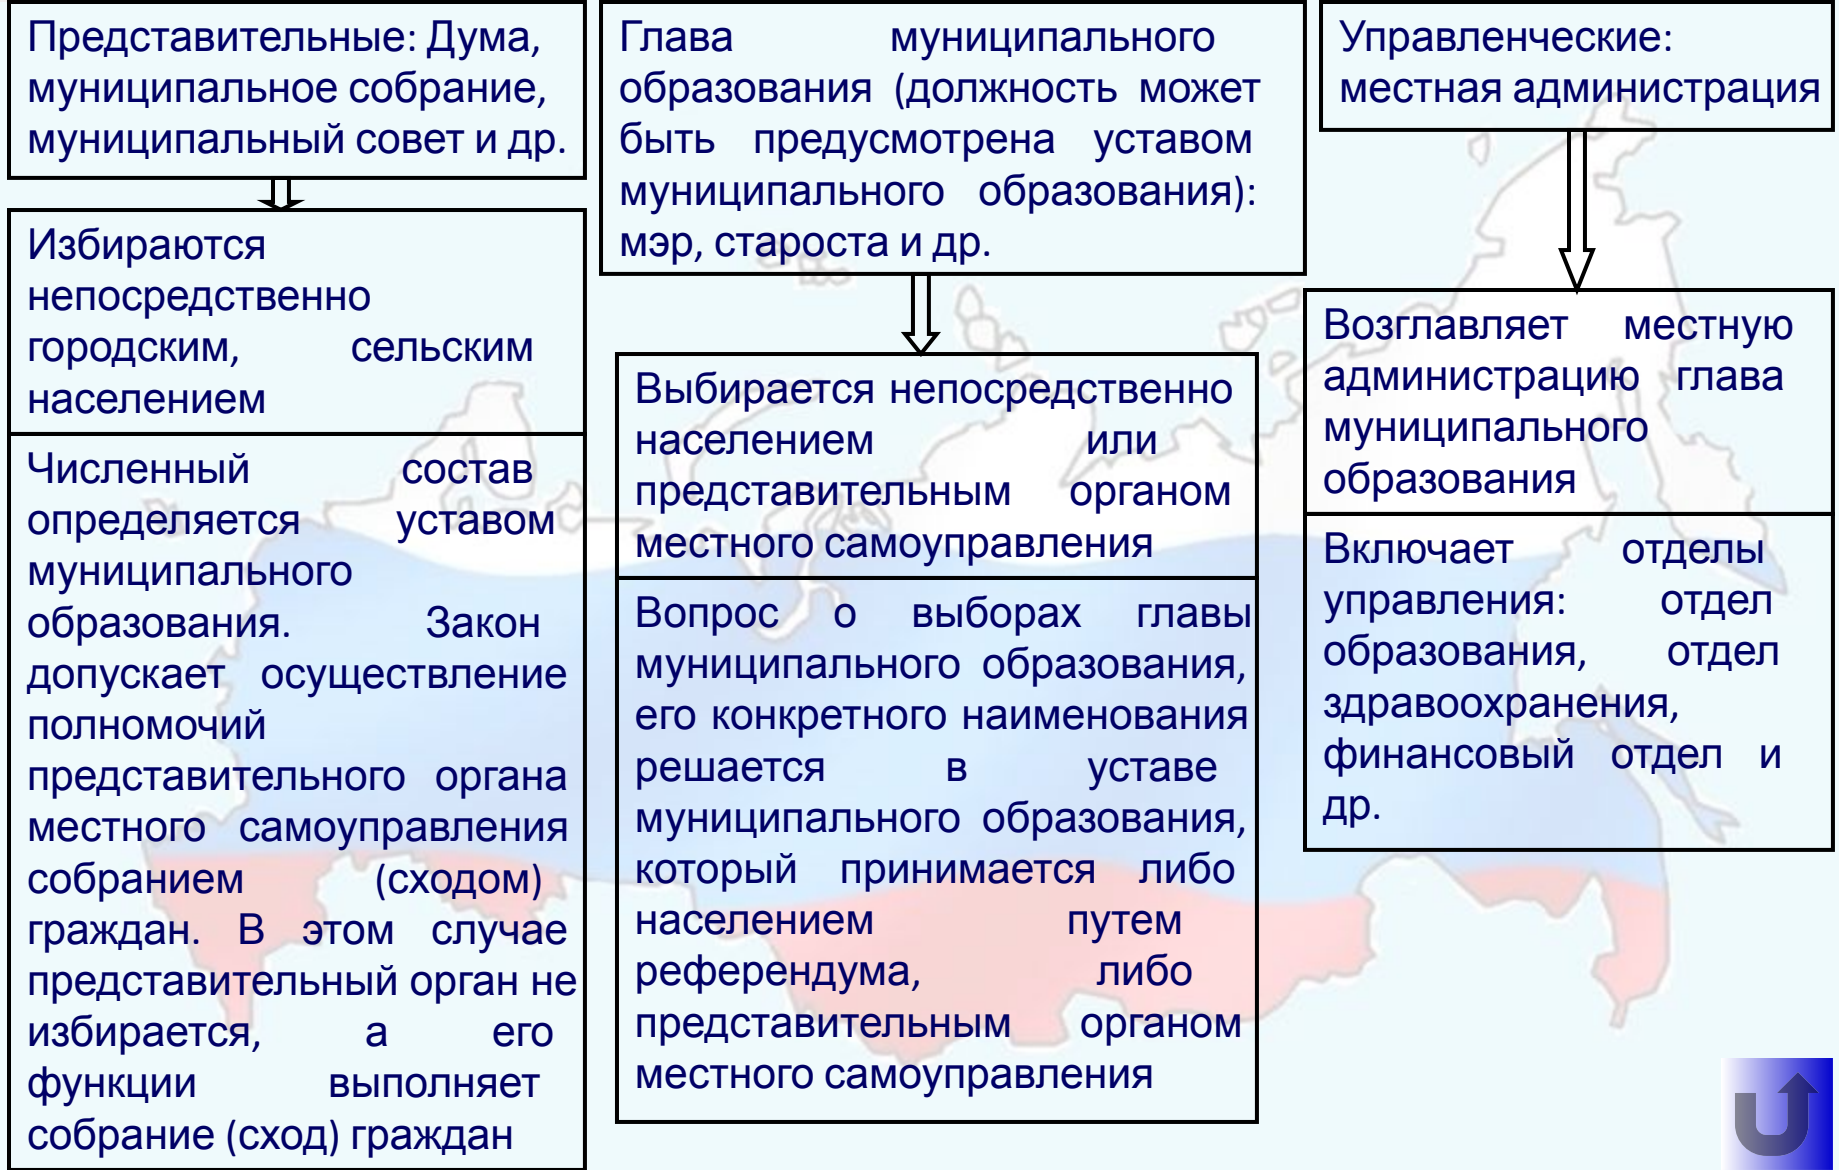 Представительные: Дума,
муниципальное собрание,
муниципальный совет и др.
Избираются
непосредственно
городским, сельским
населением
Численный состав
определяется уставом
муниципального
образования. Закон
допускает осуществление
полномочий
представительного органа
местного самоуправления
собранием (сходом)
граждан. В этом случае
представительный орган не
избирается, а его
функции выполняет
собрание (сход) граждан
Глава муниципального
образования (должность может
быть предусмотрена уставом
муниципального образования):
мэр, староста и др.
Выбирается непосредственно
населением или
представительным органом
местного самоуправления
Вопрос о выборах главы
муниципального образования,
его конкретного наименования
решается в уставе
муниципального образования,
который принимается либо
населением путем
референдума, либо
представительным органом
местного самоуправления
Управленческие:
местная администрация
Возглавляет местную
администрацию глава
муниципального
образования
Включает отделы
управления: отдел
образования, отдел
здравоохранения,
финансовый отдел и
др.